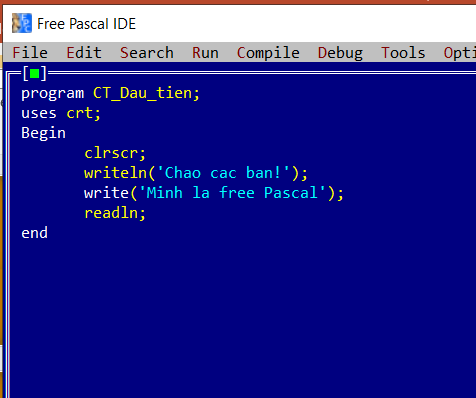 Free Pascal IDE
File Edit Search Run Compile Debug Tools Opti
[■]
program CT_Dau_tien;
uses crt;
Begin
clrscr;
writeln('Chao cac ban!');
write('Minh la free Pascal');
readln;
end